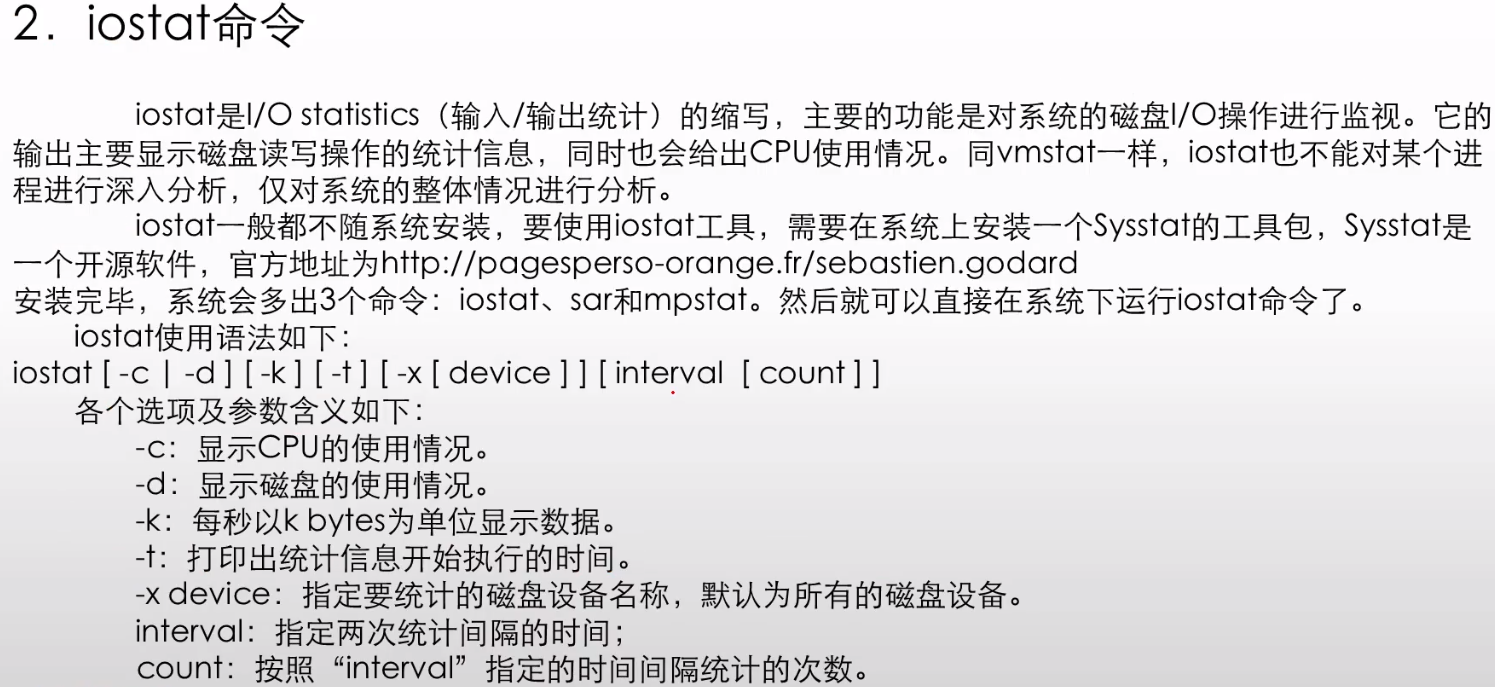 2．iostat命令
iostat是I/O statistics（输入/输出统计）的缩写，主要的功能是对系统的磁盘I/O操作进行监视。它的
输出主要显示磁盘读写操作的统计信息，同时也会给出CPU使用情况。同vmstat一样，iostat也不能对某个进
程进行深入分析，仅对系统的整体情况进行分析。
iostat一般都不随系统安装，要使用iostat工具，需要在系统上安装一个Sysstat的工具包，Sysstat是
一个开源软件，官方地址为http://pagesperso-orange.fr/sebastien.godard
安装完毕，系统会多出3个命令：iostat、sar和mpstat。然后就可以直接在系统下运行iostat命令了。
iostat使用语法如下：
iostat [ -c | -d ] [ -k ] [ -t ] [ -x [ device ] ] [ interval [ count ] ]
各个选项及参数含义如下：
-c：显示CPU的使用情况。
-d：显示磁盘的使用情况。
-k：每秒以k bytes为单位显示数据。
-t：打印出统计信息开始执行的时间。
-x device：指定要统计的磁盘设备名称，默认为所有的磁盘设备。
interval：指定两次统计间隔的时间；
count：按照“interval”指定的时间间隔统计的次数。